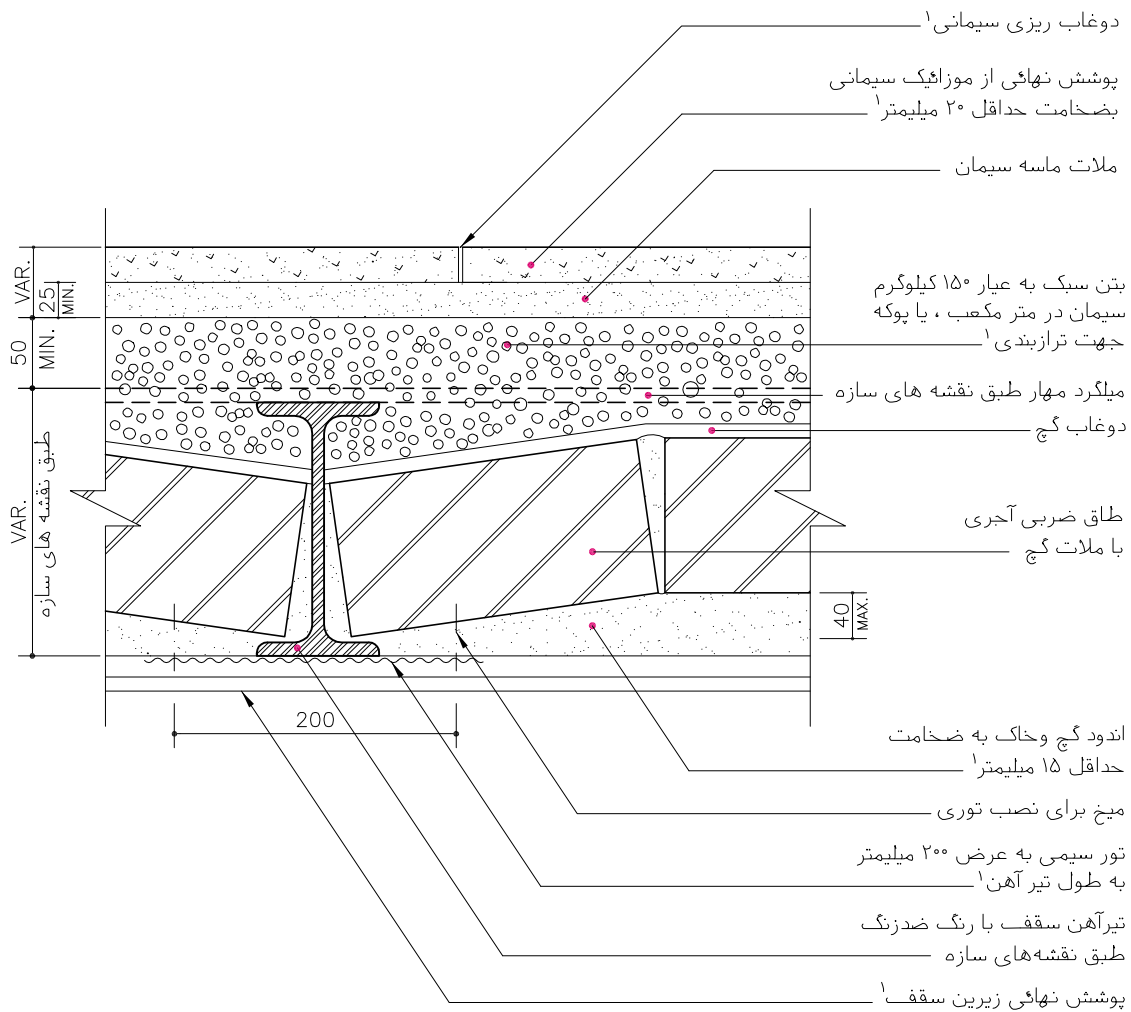 دوغاب ریزی سیمانی۱
پوشش نهائی از موزائیک سیمانی
بضخامت حداقل ۲۰ میلیمتر۱
ملات ماسه سیمان
بتن سبک به عیار ۱۵۰ کیلوگرم
سیمان در متر مکعب ، یا پوکه
جهت ترازبندی۱
میلگرد مهار طبق نقشه های سازه
دوغاب گچ
طاق ضربی آجری
با ملات گچ
اندود گچ وخاک به ضخامت
حداقل ۱۵ میلیمتر۱
میخ برای نصب توری
تور سیمی به عرض ۲۰۰ میلیمتر
به طول تیر آهن۱
تیرآهن سقف با رنگ ضدزنگ
طبق نقشه‌های سازه
پوشش نهائی زیرین سقف۱
VAR.
25
MIN.
50
MIN.
VAR.
طبق نقشه های سازه
40
MAX.
200